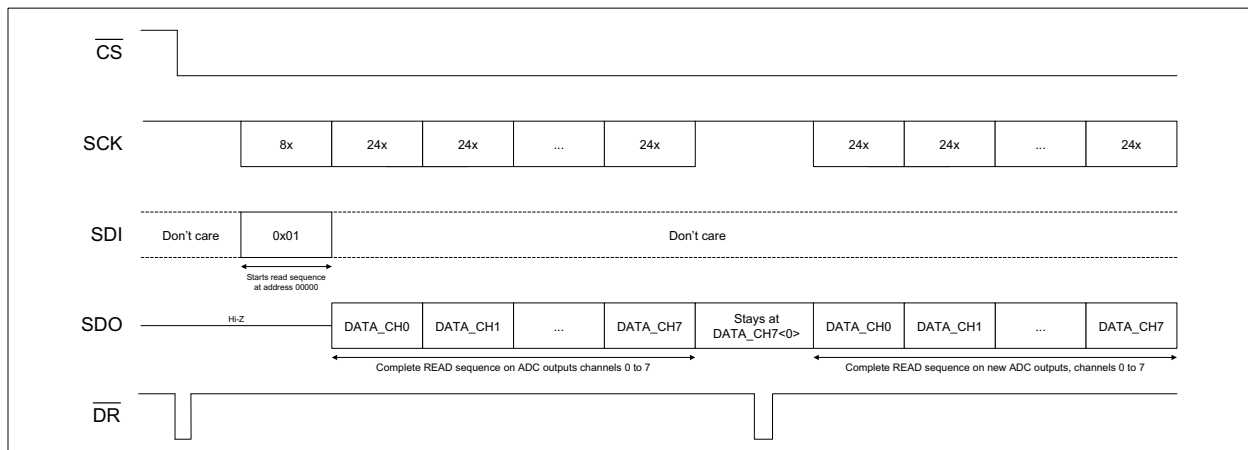 CS
SCK
8x 24x 24x ... 24x 24x 24x ... 24x
SDI
Don't care 0x01 Don't care
Starts read sequence
at address 00000
SDO
Hi-Z
DATA_CH0 DATA_CH1 ... DATA_CH7 Stays at
DATA_CH7<0> DATA_CH0 DATA_CH1 ... DATA_CH7
Complete READ sequence on ADC outputs channels 0 to 7 Complete READ sequence on new ADC outputs, channels 0 to 7
DR